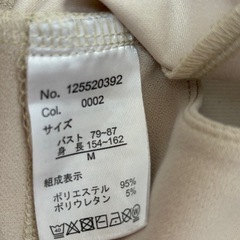 No. 125520392
Col. 0002
サイズ
バスト 79~87
身 長 154~162
M
組成表示
ポリエステル 95%
ポリウレタン 5%